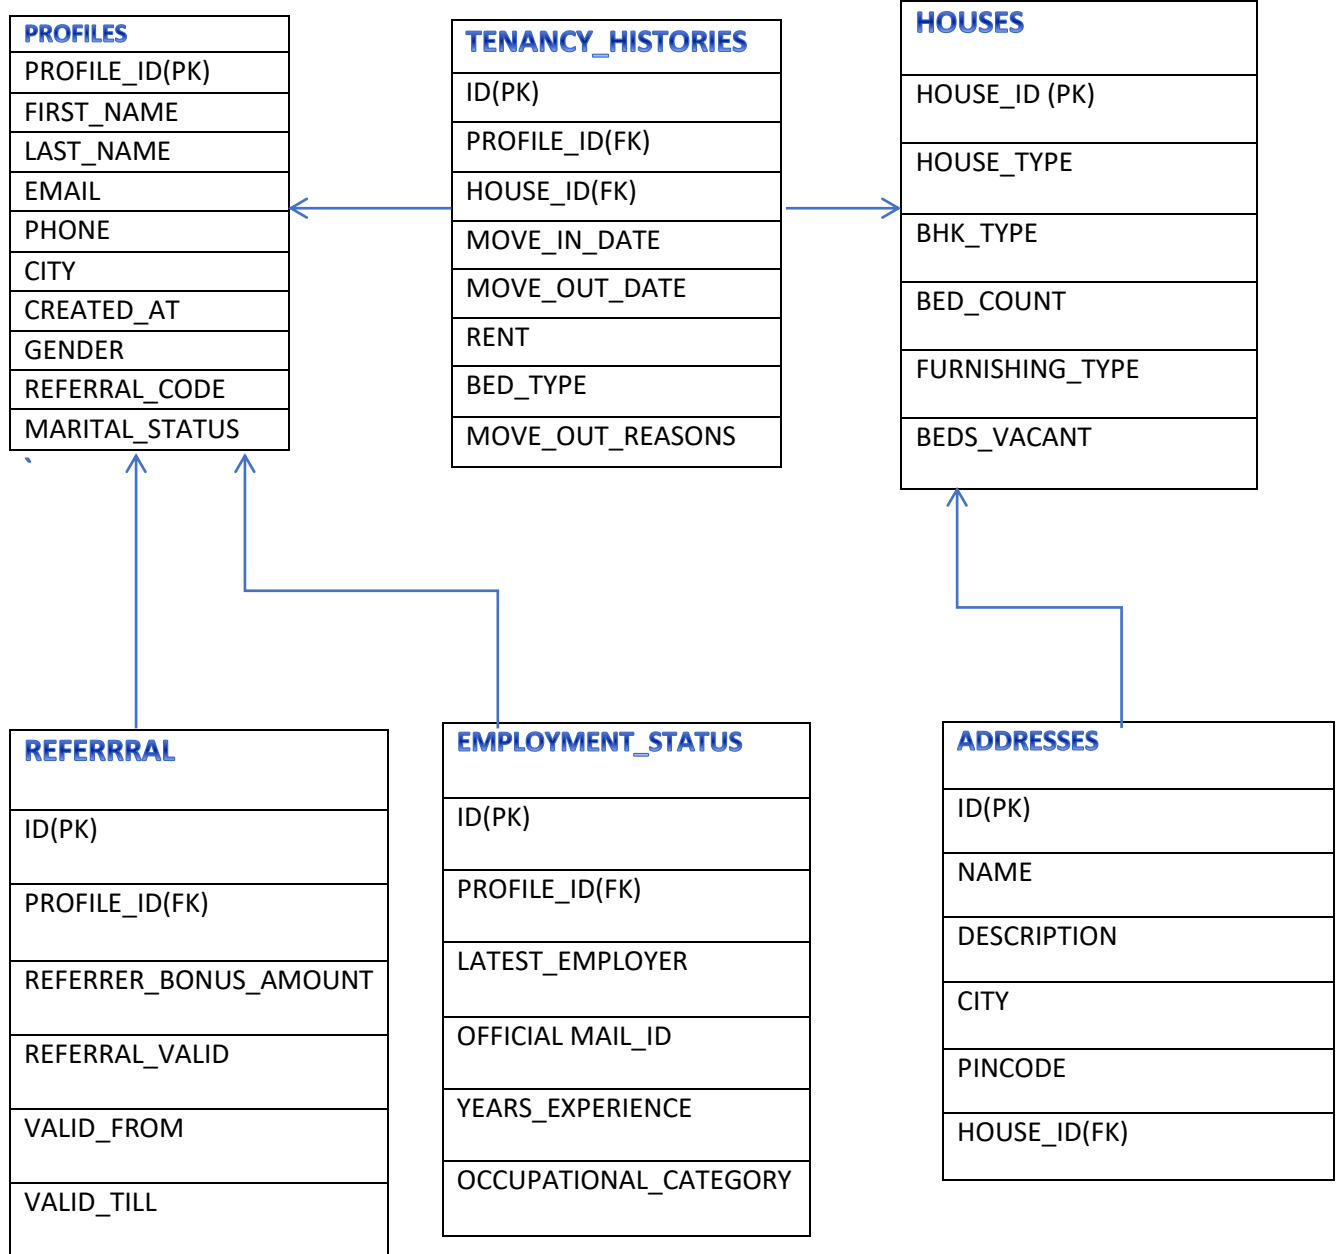 PROFILES
PROFILE_ID(PK)
FIRST_NAME
LAST_NAME
EMAIL
PHONE
CITY
CREATED_AT
GENDER
REFERRAL_CODE
MARITAL_STATUS
TENANCY_HISTORIES
ID(PK)
PROFILE_ID(FK)
HOUSE_ID(FK)
MOVE_IN_DATE
MOVE_OUT_DATE
RENT
BED_TYPE
MOVE_OUT_REASONS
HOUSES
HOUSE_ID (PK)
HOUSE_TYPE
BHK_TYPE
BED_COUNT
FURNISHING_TYPE
BEDS_VACANT
REFERRRAL
ID(PK)
PROFILE_ID(FK)
REFERRER_BONUS_AMOUNT
REFERRAL_VALID
VALID_FROM
VALID_TILL
EMPLOYMENT_STATUS
ID(PK)
PROFILE_ID(FK)
LATEST_EMPLOYER
OFFICIAL MAIL_ID
YEARS_EXPERIENCE
OCCUPATIONAL_CATEGORY
ADDRESSES
ID(PK)
NAME
DESCRIPTION
CITY
PINCODE
HOUSE_ID(FK)